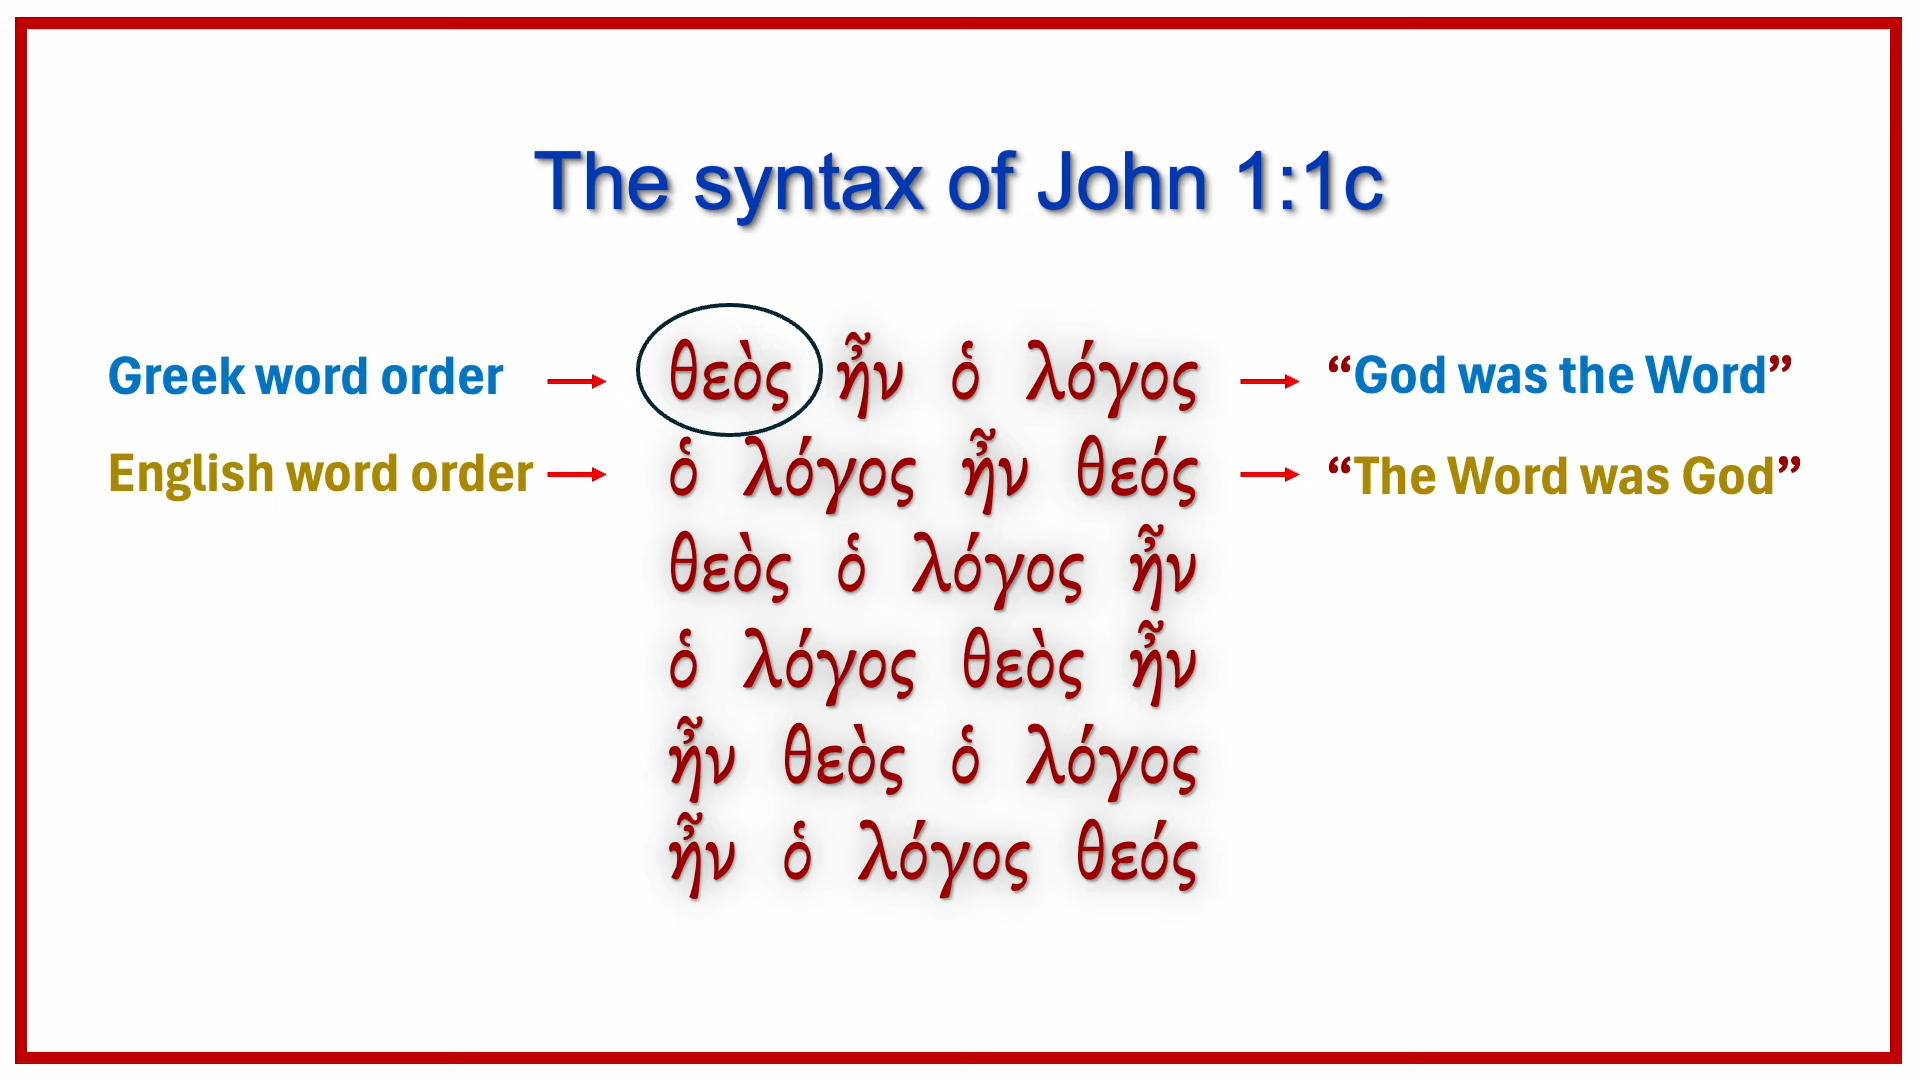 The syntax of John 1:1c
Greek word order → θεὸς ἦν ὁ λόγος → “God was the Word”
English word order → ὁ λόγος ἦν θεός → “The Word was God”
θεὸς ὁ λόγος ἦν
ὁ λόγος θεὸς ἦν
ἦν θεὸς ὁ λόγος
ἦν ὁ λόγος θεός